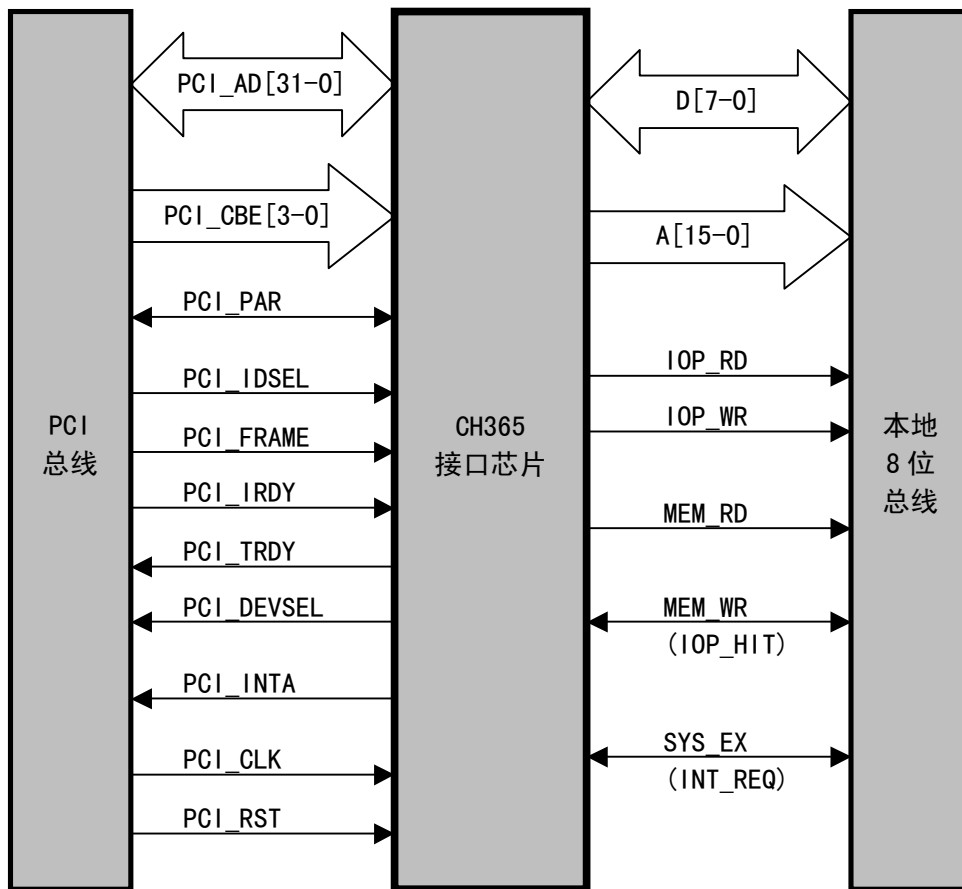 PCI_AD[31-0]
D[7-0]
PCI_CBE[3-0]
A[15-0]
PCI_PAR
IOP_RD
PCI_IDSEL
IOP_WR
PCI_FRAME
PCI
总线
CH365
接口芯片
本地
8 位
总线
PCI_IRDY
MEM_RD
PCI_TRDY
PCI_DEVSEL
MEM_WR
(IOP_HIT)
PCI_INTA
SYS_EX
(INT_REQ)
PCI_CLK
PCI_RST